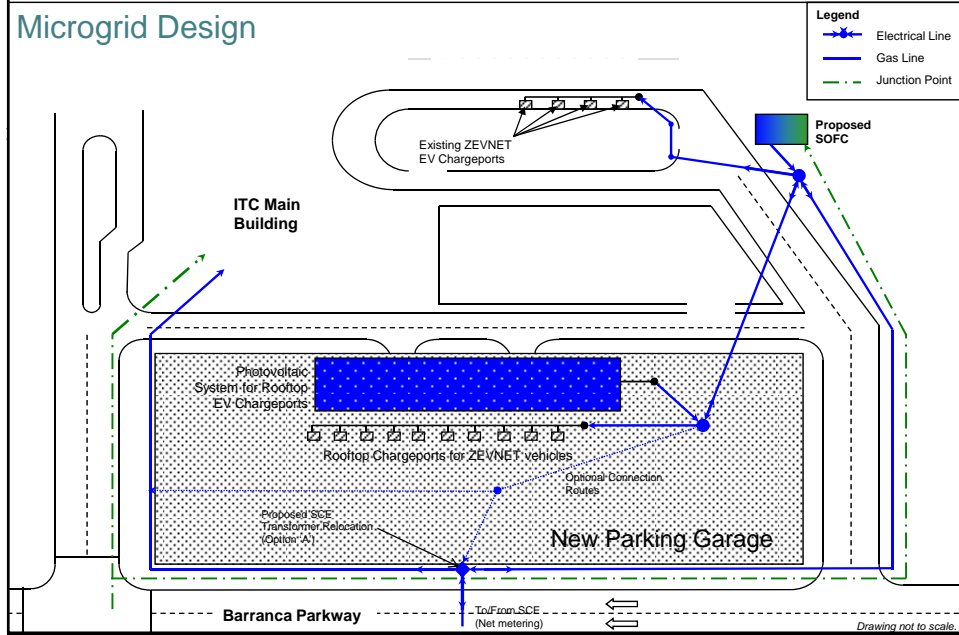 Microgrid Design
Legend
Electrical Line
Gas Line
Junction Point
Existing ZEVNET
EV Chargeports
Proposed
SOFC
ITC Main
Building
Photovoltaic
System for Rooftop
EV Chargeports
Rooftop Chargeports for ZEVNET vehicles
Optional Connection
Routes
Proposed SCE
Transformer Relocation
(Option 'A')
New Parking Garage
Barranca Parkway
To/From SCE
(Net metering)
Drawing not to scale.